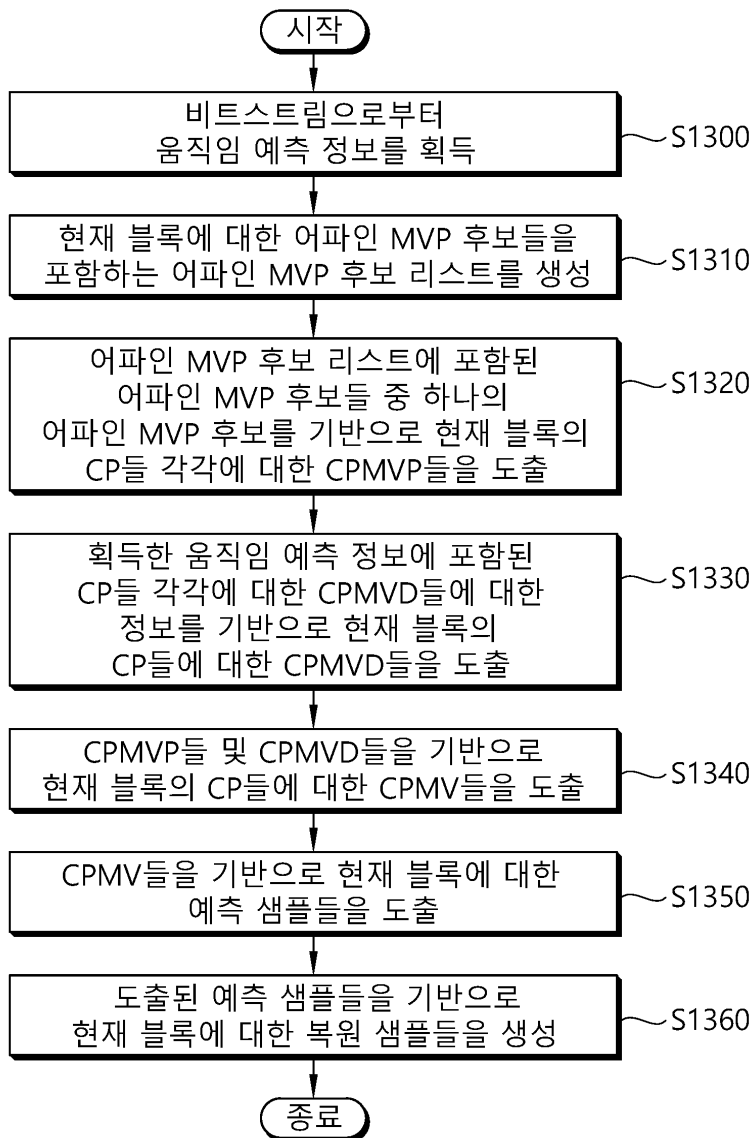 시작
비트스트림으로부터
움직임 예측 정보를 획득
S1300
현재 블록에 대한 어파인 MVP 후보들을
포함하는 어파인 MVP 후보 리스트를 생성
S1310
어파인 MVP 후보 리스트에 포함된
어파인 MVP 후보들 중 하나의
어파인 MVP 후보를 기반으로 현재 블록의
CP들 각각에 대한 CPMVP들을 도출
S1320
획득한 움직임 예측 정보에 포함된
CP들 각각에 대한 CPMVD들에 대한
정보를 기반으로 현재 블록의
CP들에 대한 CPMVD들을 도출
S1330
CPMVP들 및 CPMVD들을 기반으로
현재 블록의 CP들에 대한 CPMV들을 도출
S1340
CPMV들을 기반으로 현재 블록에 대한
예측 샘플들을 도출
S1350
도출된 예측 샘플들을 기반으로
현재 블록에 대한 복원 샘플들을 생성
S1360
종료